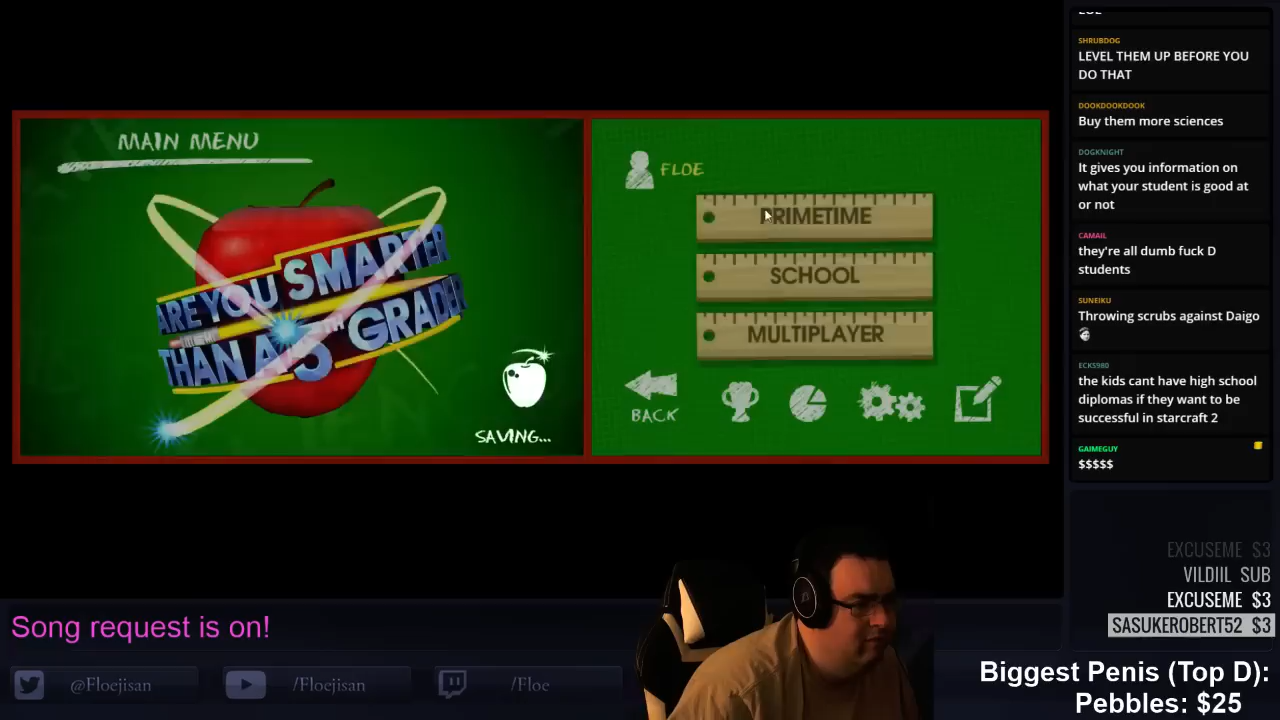 MAIN MENU
ARE YOU SMARTER
THAN A 5TH GRADER
SAVING...
FLOE
PRIMETIME
SCHOOL
MULTIPLAYER
BACK
SHRUBDOG
LEVEL THEM UP BEFORE YOU
DO THAT
DOOKDOOKDOOK
Buy them more sciences
DOGKNIGHT
It gives you information on
what your student is good at
or not
CAMAIL
they're all dumb fuck D
students
SUNEIKU
Throwing scrubs against Daigo
ECKS980
the kids cant have high school
diplomas if they want to be
successful in starcraft 2
GAIMEGUY
$$$$$
EXCUSEME $3
VILDIIL SUB
EXCUSEME $3
SASUKEROBERT52 $3
Song request is on!
@Floejisan
/Floejisan
/Floe
Biggest Penis (Top D):
Pebbles: $25